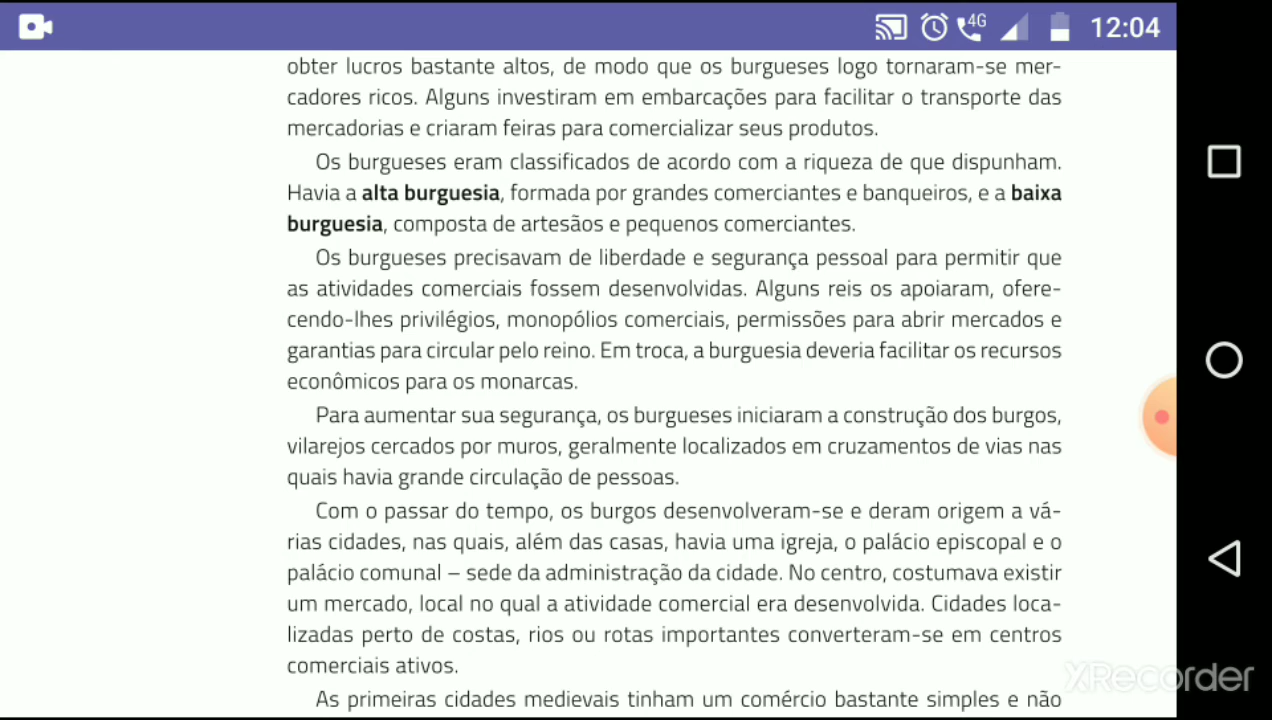 4G 12:04
obter lucros bastante altos, de modo que os burgueses logo tornaram-se mer-
cadores ricos. Alguns investiram em embarcações para facilitar o transporte das
mercadorias e criaram feiras para comercializar seus produtos.
Os burgueses eram classificados de acordo com a riqueza de que dispunham.
Havia a alta burguesia, formada por grandes comerciantes e banqueiros, e a baixa
burguesia, composta de artesãos e pequenos comerciantes.
Os burgueses precisavam de liberdade e segurança pessoal para permitir que
as atividades comerciais fossem desenvolvidas. Alguns reis os apoiaram, ofere-
cendo-lhes privilégios, monopólios comerciais, permissões para abrir mercados e
garantias para circular pelo reino. Em troca, a burguesia deveria facilitar os recursos
econômicos para os monarcas.
Para aumentar sua segurança, os burgueses iniciaram a construção dos burgos,
vilarejos cercados por muros, geralmente localizados em cruzamentos de vias nas
quais havia grande circulação de pessoas.
Com o passar do tempo, os burgos desenvolveram-se e deram origem a vá-
rias cidades, nas quais, além das casas, havia uma igreja, o palácio episcopal e o
palácio comunal – sede da administração da cidade. No centro, costumava existir
um mercado, local no qual a atividade comercial era desenvolvida. Cidades loca-
lizadas perto de costas, rios ou rotas importantes converteram-se em centros
comerciais ativos.
As primeiras cidades medievais tinham um comércio bastante simples e não
XRecorder